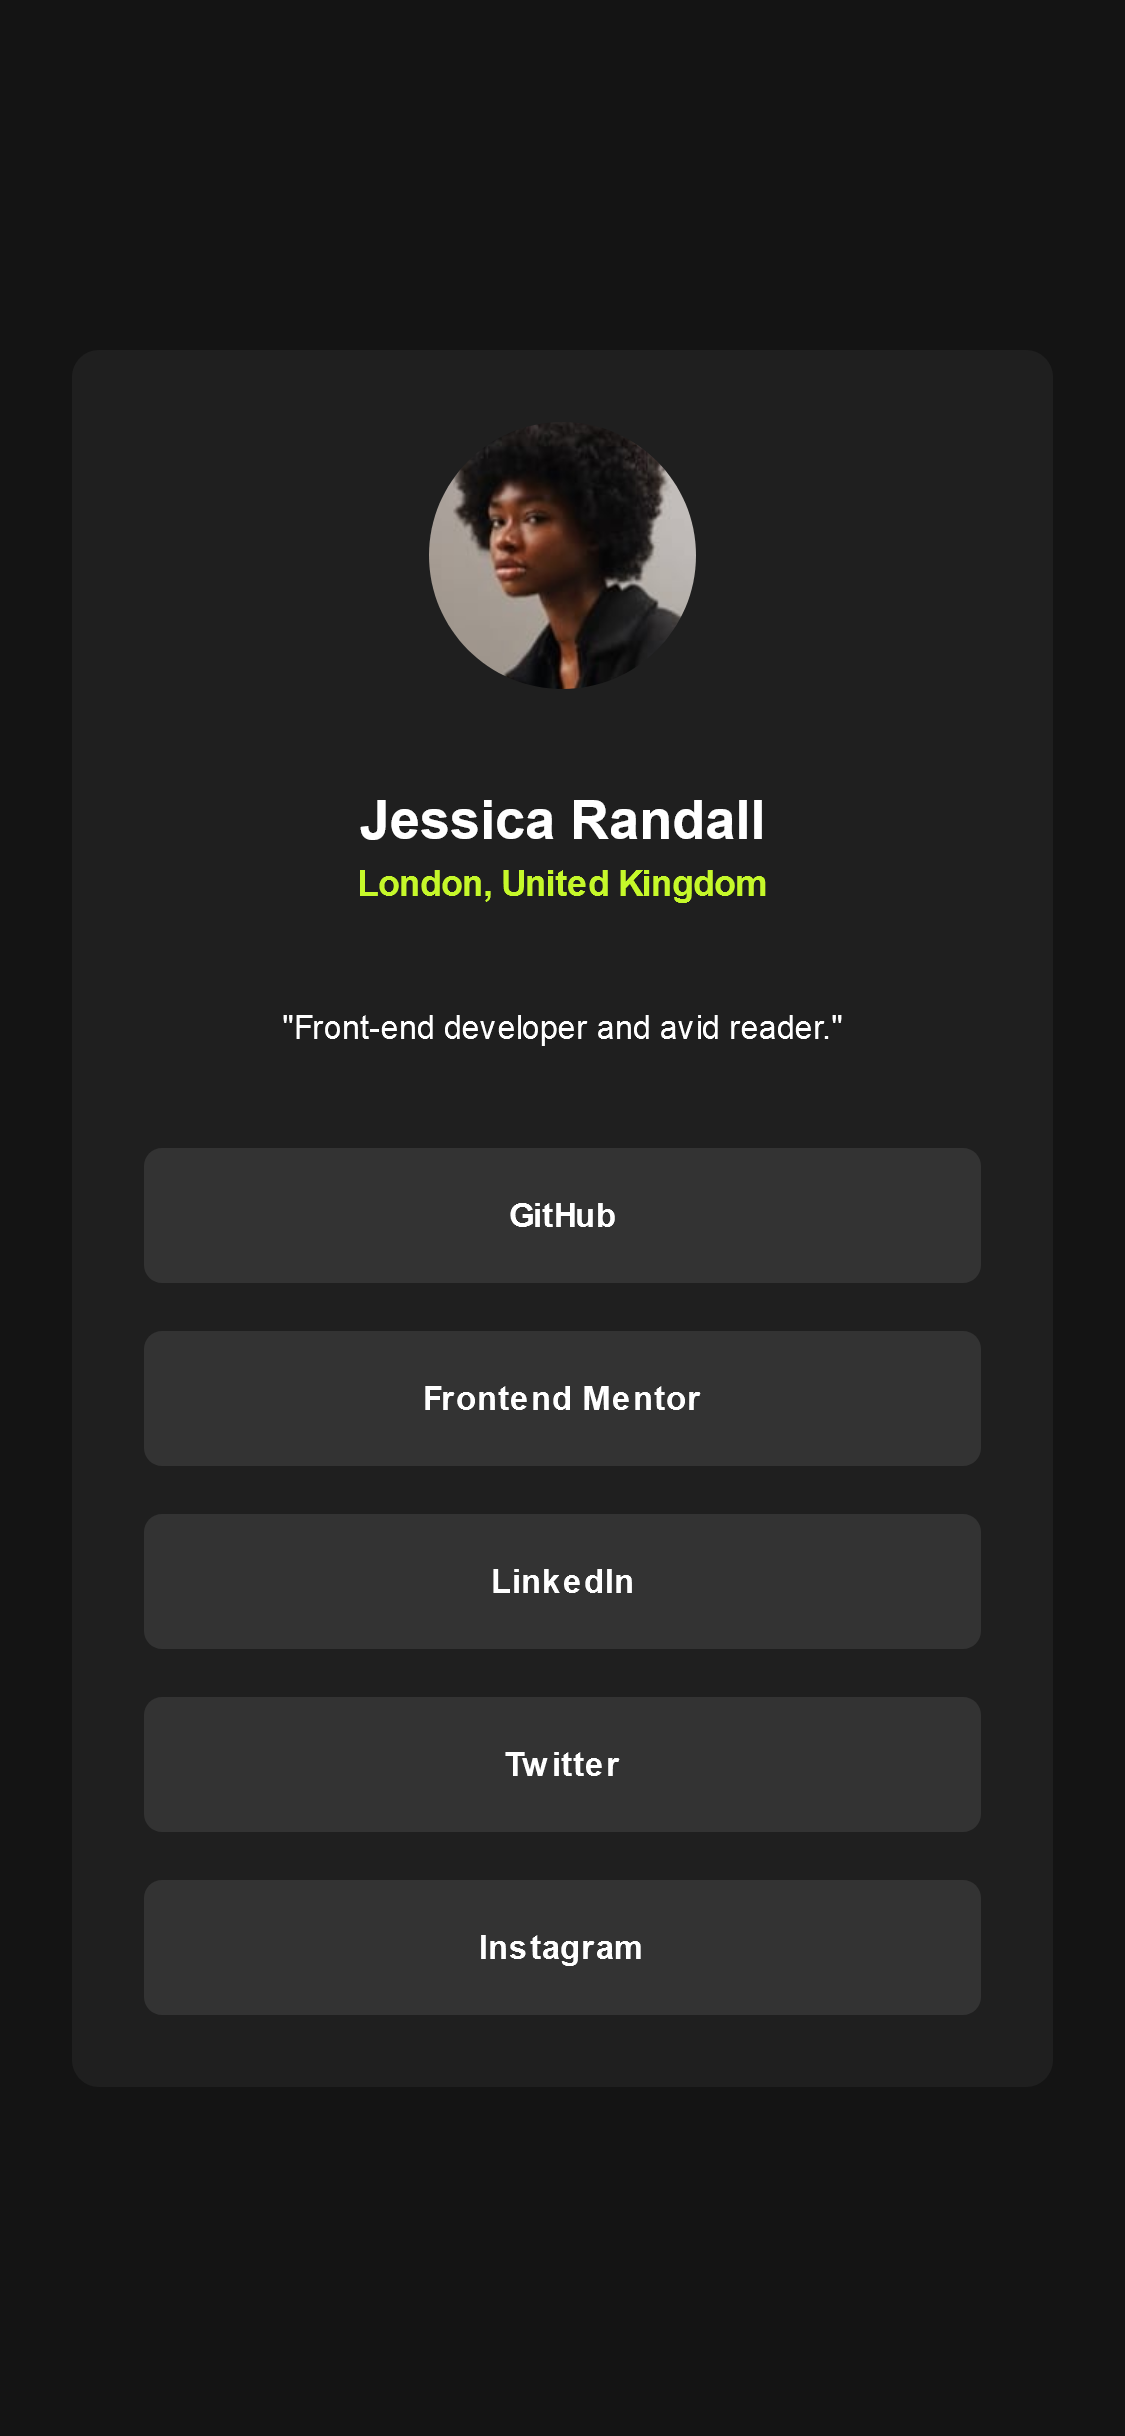 Jessica Randall
London, United Kingdom
"Front-end developer and avid reader."
GitHub
Frontend Mentor
LinkedIn
Twitter
Instagram